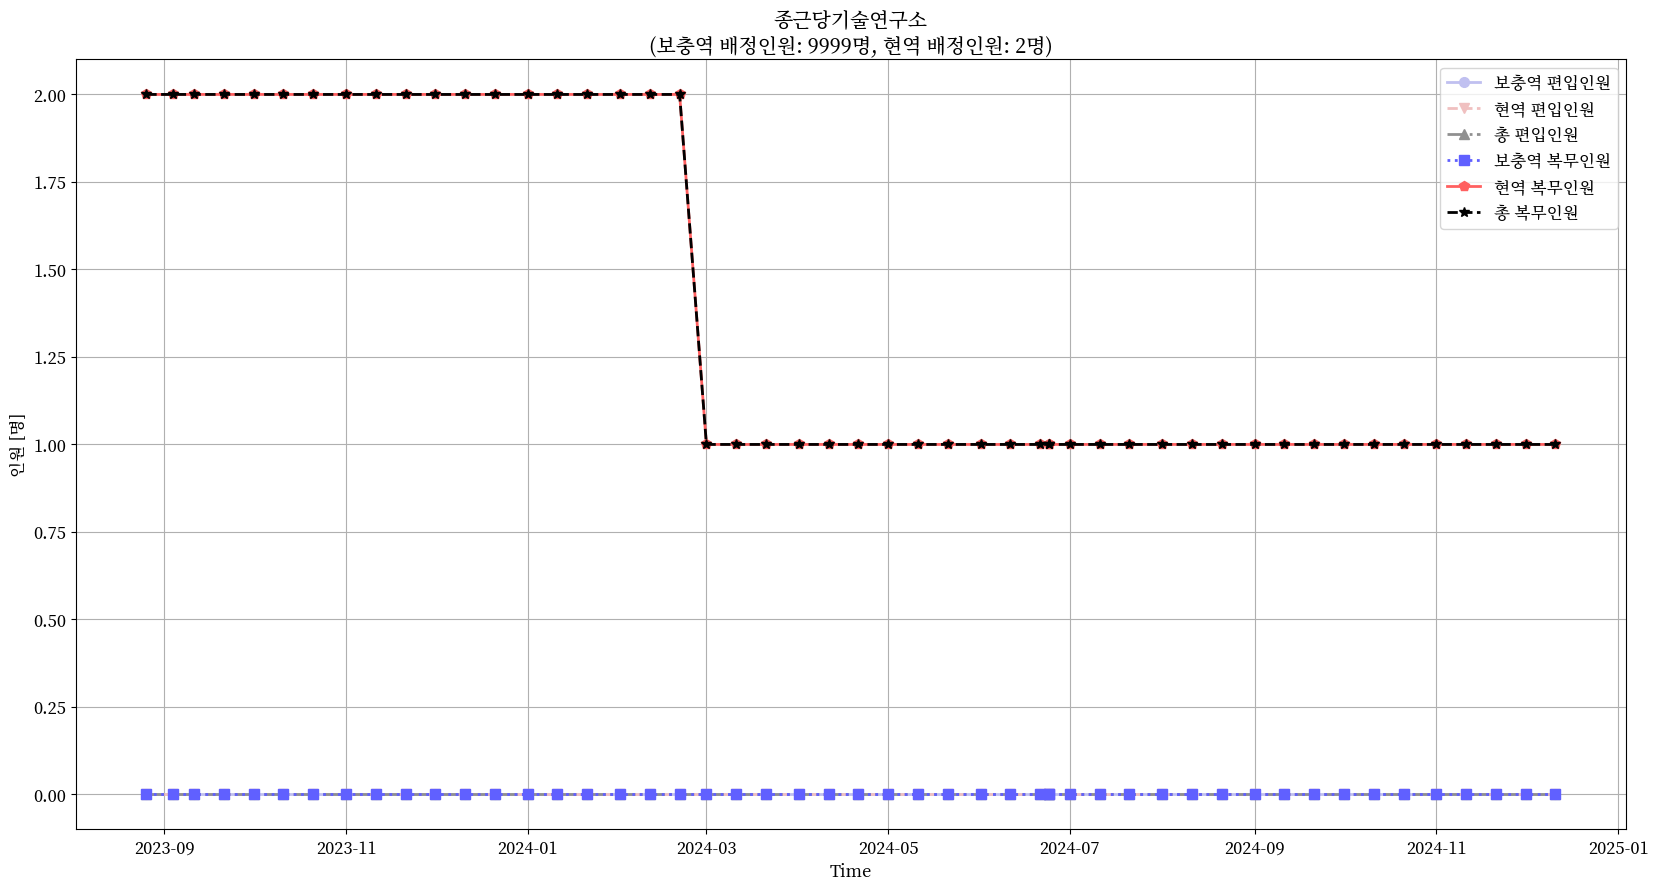 종근당기술연구소
(보충역 배정인원: 9999명, 현역 배정인원: 2명)
보충역 편입인원
현역 편입인원
총 편입인원
보충역 복무인원
현역 복무인원
총 복무인원
2.00
1.75
1.50
1.25
1.00
0.75
0.50
0.25
0.00
인원 [명]
2023-09
2023-11
2024-01
2024-03
2024-05
2024-07
2024-09
2024-11
2025-01
Time